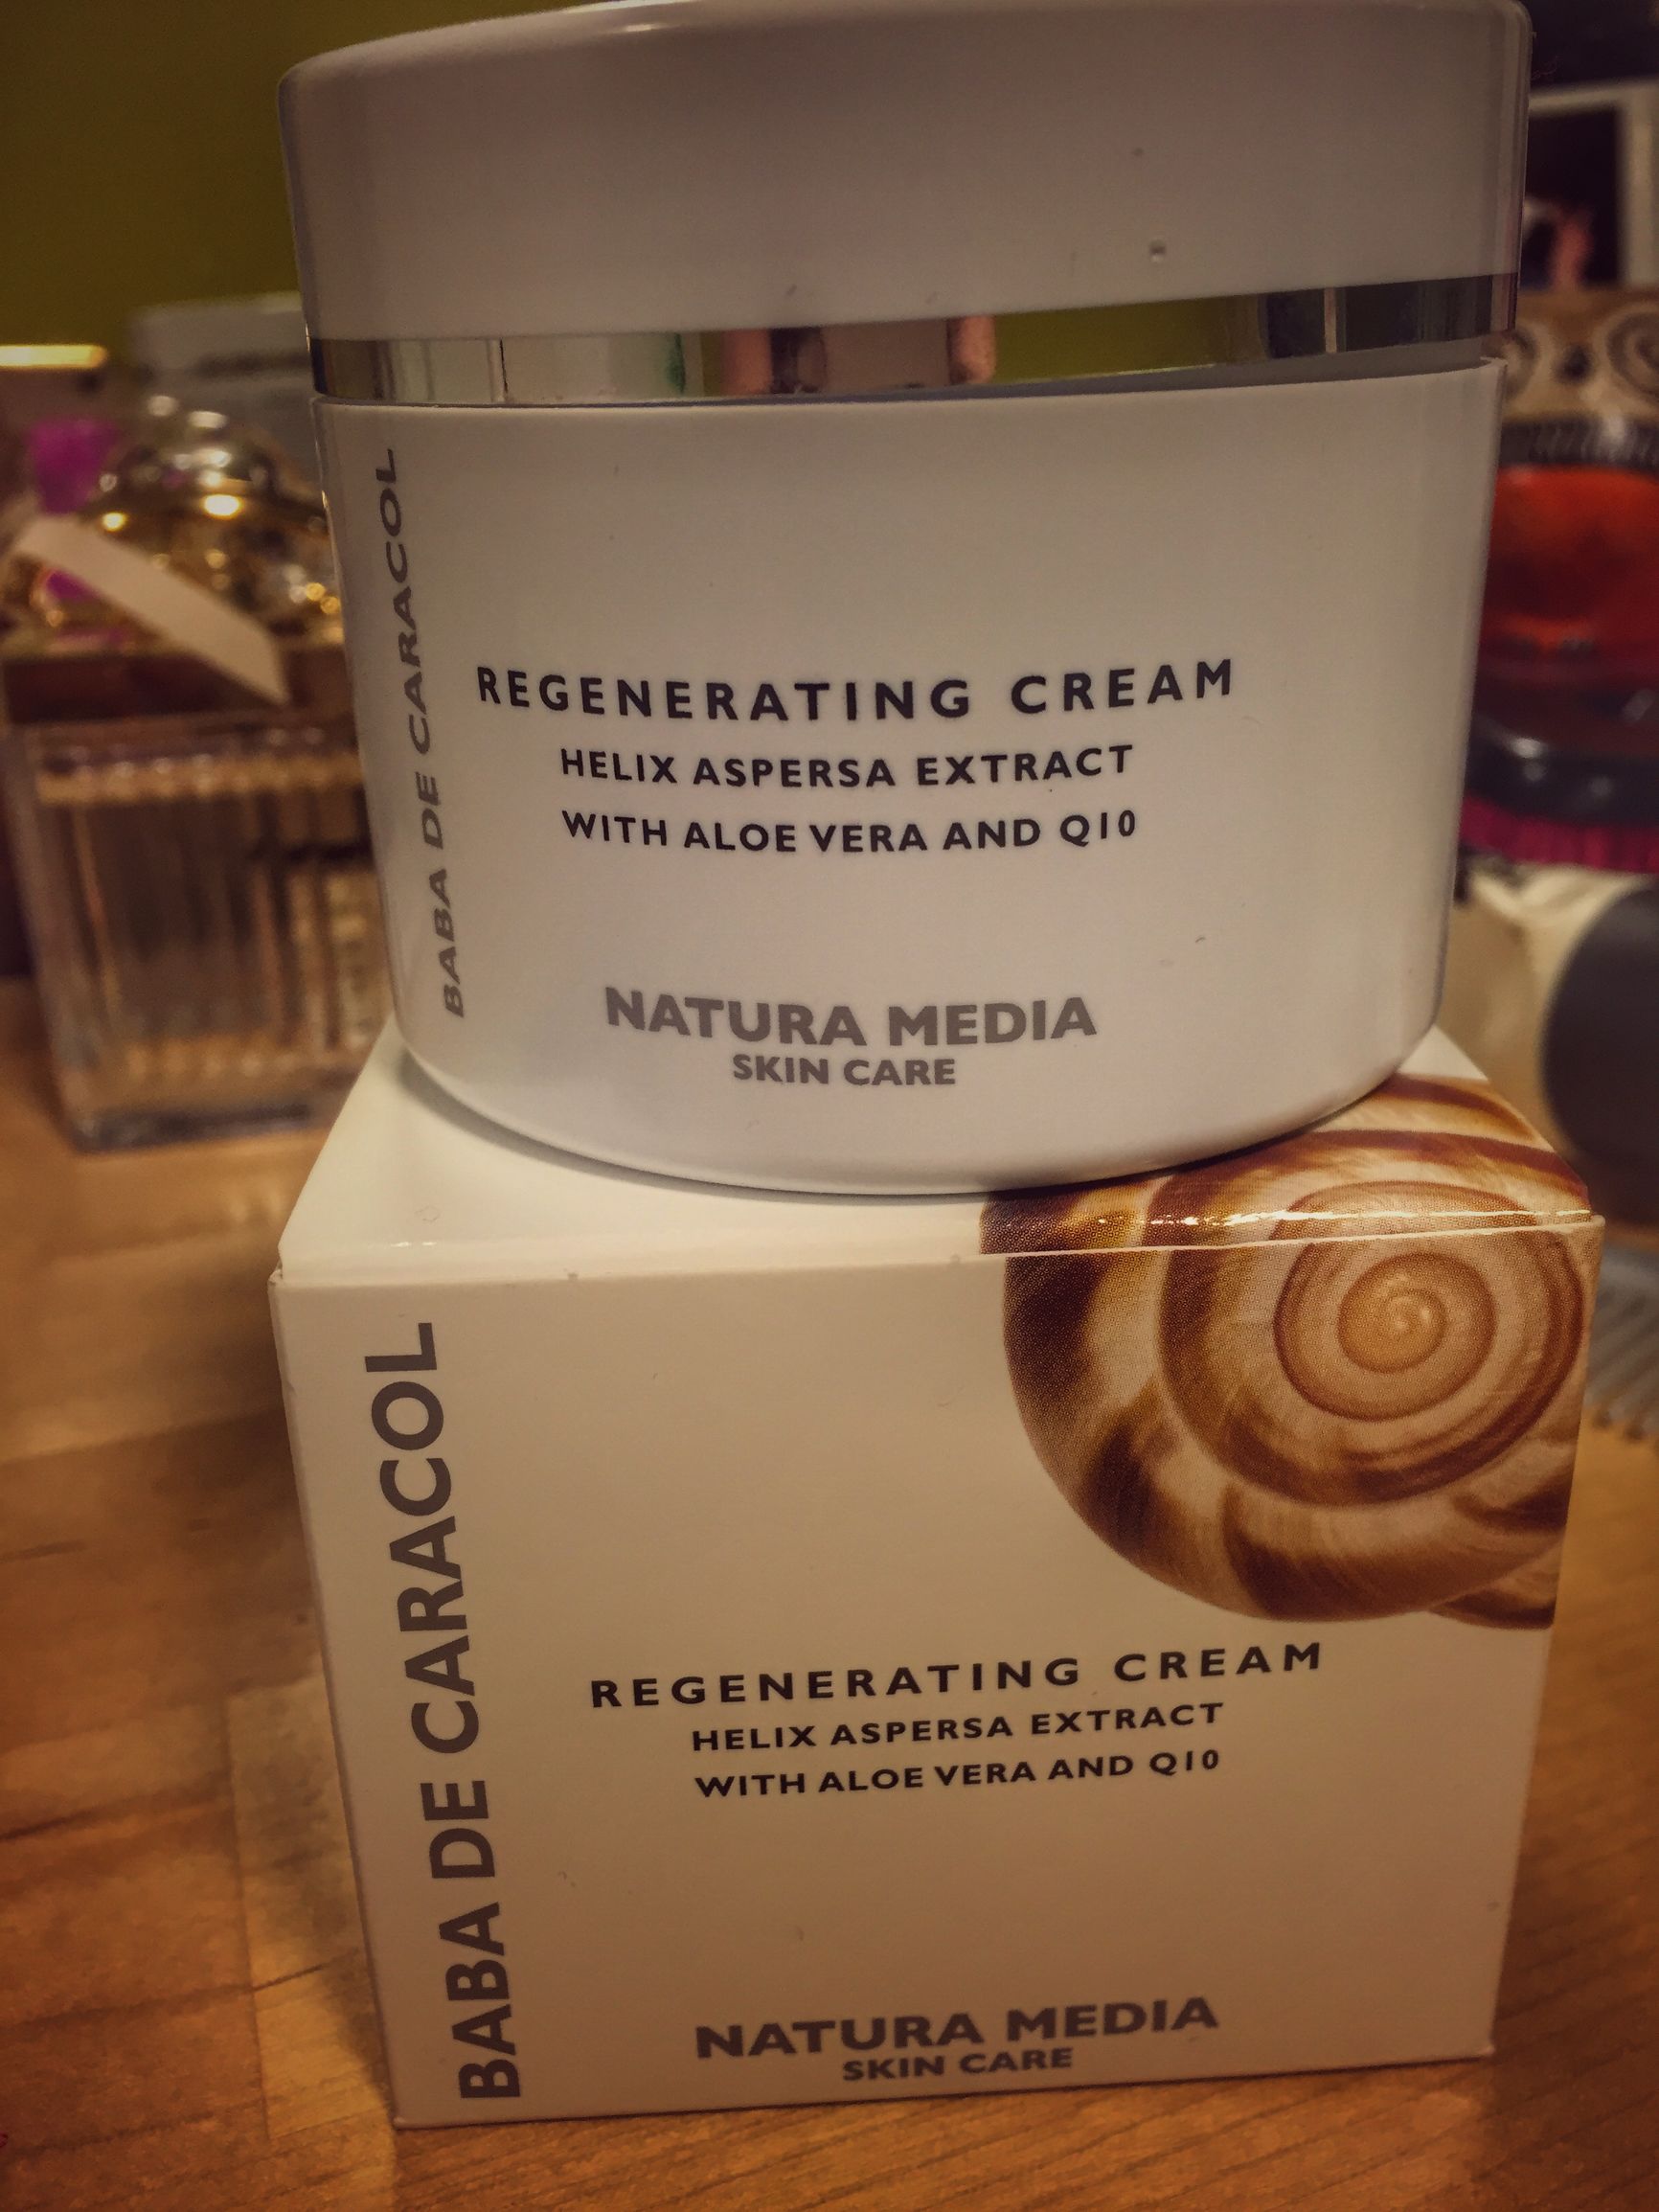 BABA DE CARACOL
REGENERATING CREAM
HELIX ASPERSA EXTRACT
WITH ALOE VERA AND Q10
NATURA MEDIA
SKIN CARE
BABA DE CARACOL
REGENERATING CREAM
HELIX ASPERSA EXTRACT
WITH ALOE VERA AND Q10
NATURA MEDIA
SKIN CARE